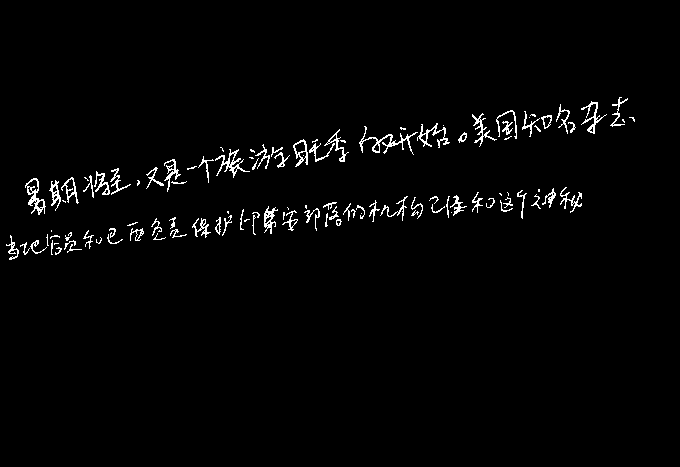 暑期将至，又是一个旅游旺季的开始。美国知名杂志
当地官员和巴西负责保护印第安部落的机构已经和这个神秘